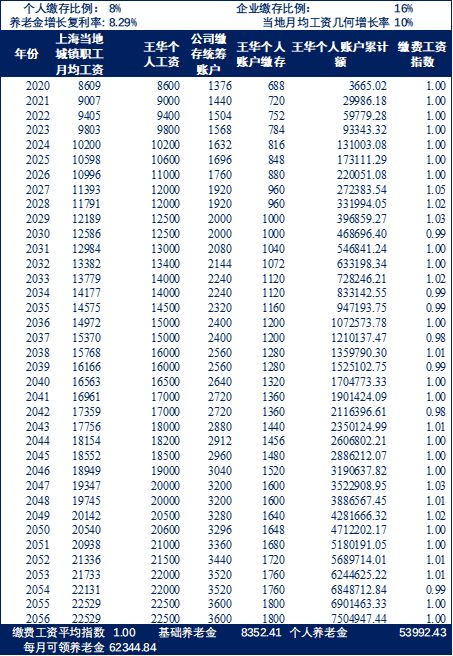 个人缴存比例： 8% 企业缴存比例： 16%
养老金增长复利率: 8.29% 当地月均工资几何增长率 10%
年份 上海当地城镇职工月均工资 王华个人工资 公司缴存统筹账户 王华个人账户缴存 王华个人账户累计额 缴费工资指数
2020 8609 8600 1376 688 3665.02 1.00
2021 9007 9000 1440 720 29986.18 1.00
2022 9405 9400 1504 752 59779.28 1.00
2023 9803 9800 1568 784 93343.32 1.00
2024 10200 10200 1632 816 131003.08 1.00
2025 10598 10600 1696 848 173111.29 1.00
2026 10996 11000 1760 880 220051.08 1.00
2027 11393 12000 1920 960 272383.54 1.05
2028 11791 12000 1920 960 331994.05 1.02
2029 12189 12500 2000 1000 396859.27 1.03
2030 12586 12500 2000 1000 468696.40 0.99
2031 12984 13000 2080 1040 546841.24 1.00
2032 13382 13400 2144 1072 633198.34 1.00
2033 13779 14000 2240 1120 728246.21 1.02
2034 14177 14000 2240 1120 833142.55 0.99
2035 14575 14500 2320 1160 947193.75 0.99
2036 14972 15000 2400 1200 1072573.78 1.00
2037 15370 15000 2400 1200 1210137.47 0.98
2038 15768 16000 2560 1280 1359790.30 1.01
2039 16166 16000 2560 1280 1525102.75 0.99
2040 16563 16500 2640 1320 1704773.33 1.00
2041 16961 17000 2720 1360 1901424.09 1.00
2042 17359 17000 2720 1360 2116396.61 0.98
2043 17756 18000 2880 1440 2350124.99 1.01
2044 18154 18200 2912 1456 2606802.21 1.00
2045 18552 18500 2960 1480 2886212.07 1.00
2046 18949 19000 3040 1520 3190637.82 1.00
2047 19347 20000 3200 1600 3522908.95 1.03
2048 19745 20000 3200 1600 3886567.45 1.01
2049 20142 20500 3280 1640 4281666.32 1.02
2050 20540 20600 3296 1648 4712202.17 1.00
2051 20938 21000 3360 1680 5180191.05 1.00
2052 21336 21500 3440 1720 5689714.01 1.01
2053 21733 22000 3520 1760 6244625.22 1.01
2054 22131 22000 3520 1760 6848712.84 0.99
2055 22529 22500 3600 1800 6901463.33 1.00
2056 22529 22500 3600 1800 7504947.44 1.00
缴费工资平均指数 1.00 基础养老金 8352.41 个人养老金 53992.43
每月可领养老金 62344.84